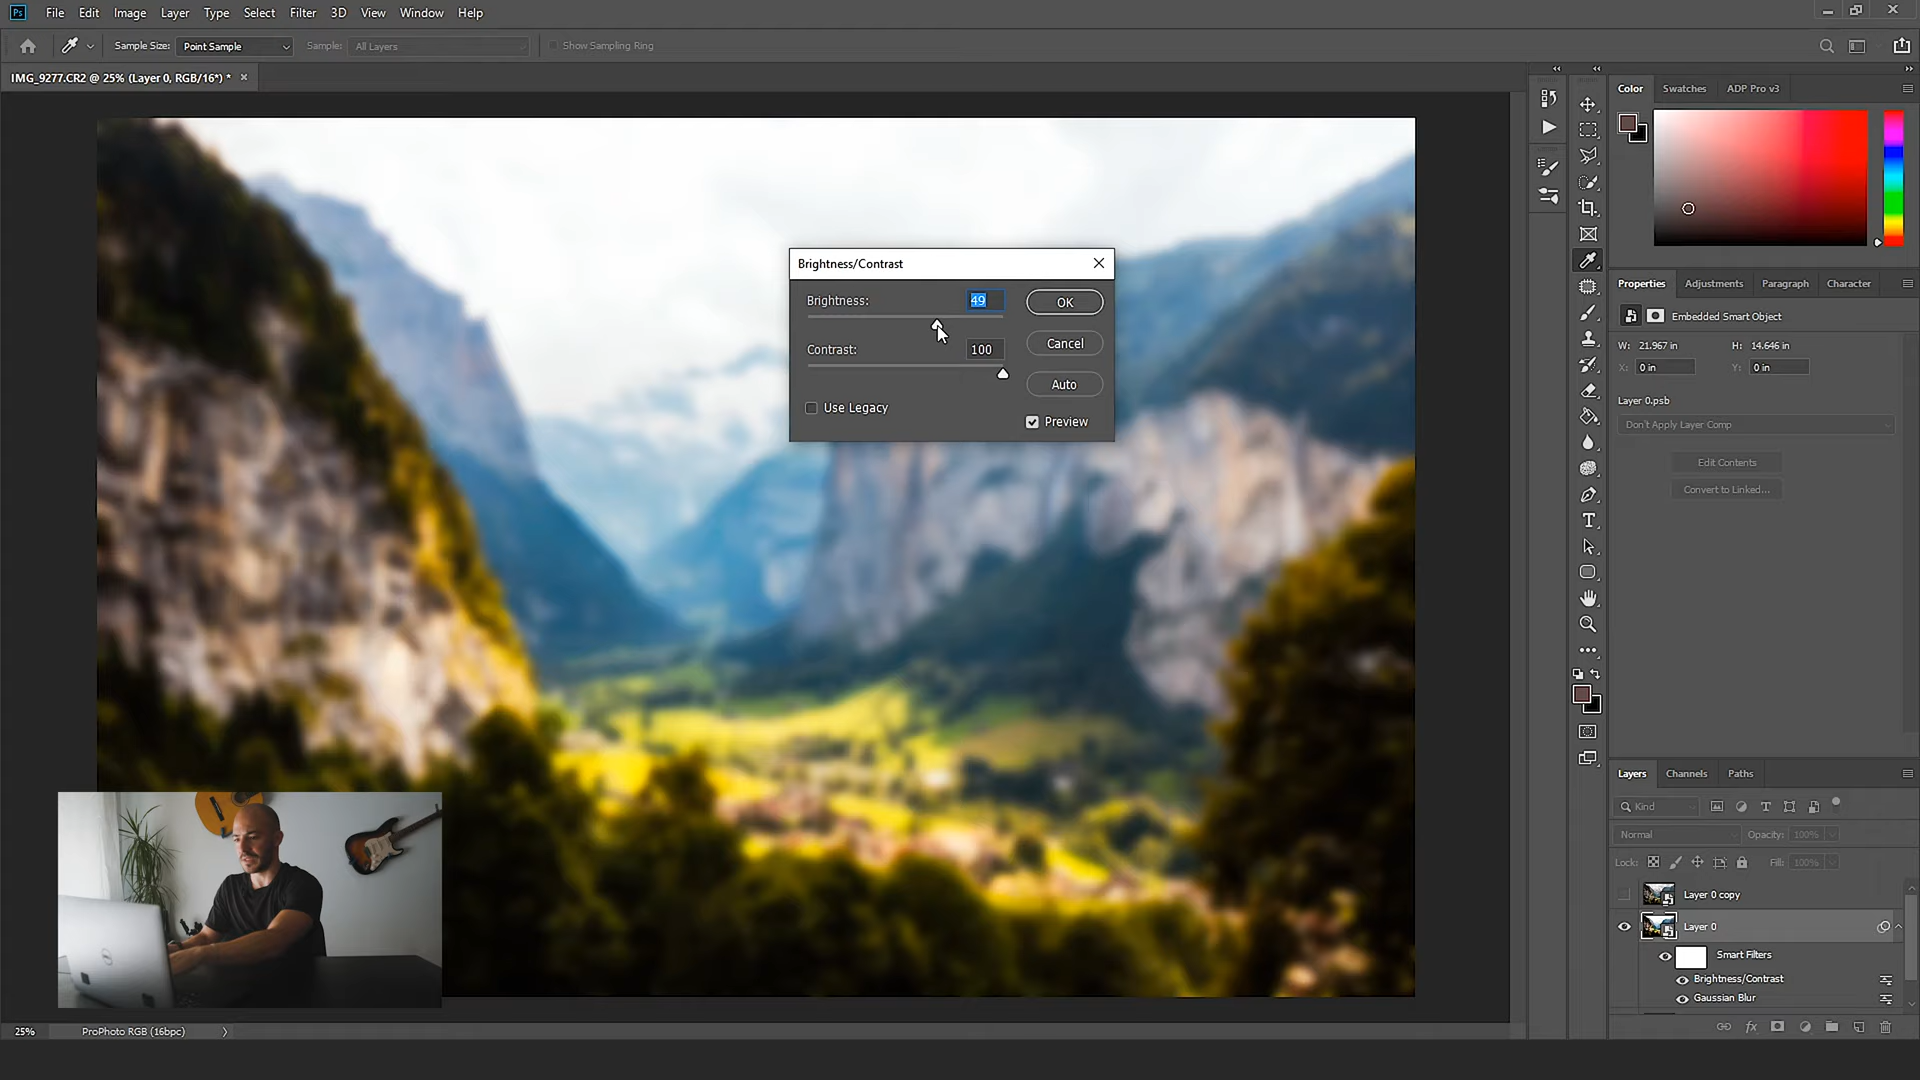 Ps File Edit Image Layer Type Select Filter 3D View Window Help
Sample Size: Point Sample Sample: All Layers Show Sampling Ring
IMG_9277.CR2 @ 25% (Layer 0, RGB/16*) *
Color Swatches ADP Pro v3
Brightness/Contrast
Brightness: 49
OK
Contrast: 100
Cancel
Auto
Use Legacy
Preview
Properties Adjustments Paragraph Character
Embedded Smart Object
W: 21.967 in H: 14.646 in
X: 0 in Y: 0 in
Layer 0.psb
Don't Apply Layer Comp
Edit Contents
Convert to Linked...
Layers Channels Paths
Kind
Normal Opacity: 100%
Lock: Fill: 100%
Layer 0 copy
Layer 0
Smart Filters
Brightness/Contrast
Gaussian Blur
25% ProPhoto RGB (16bpc)